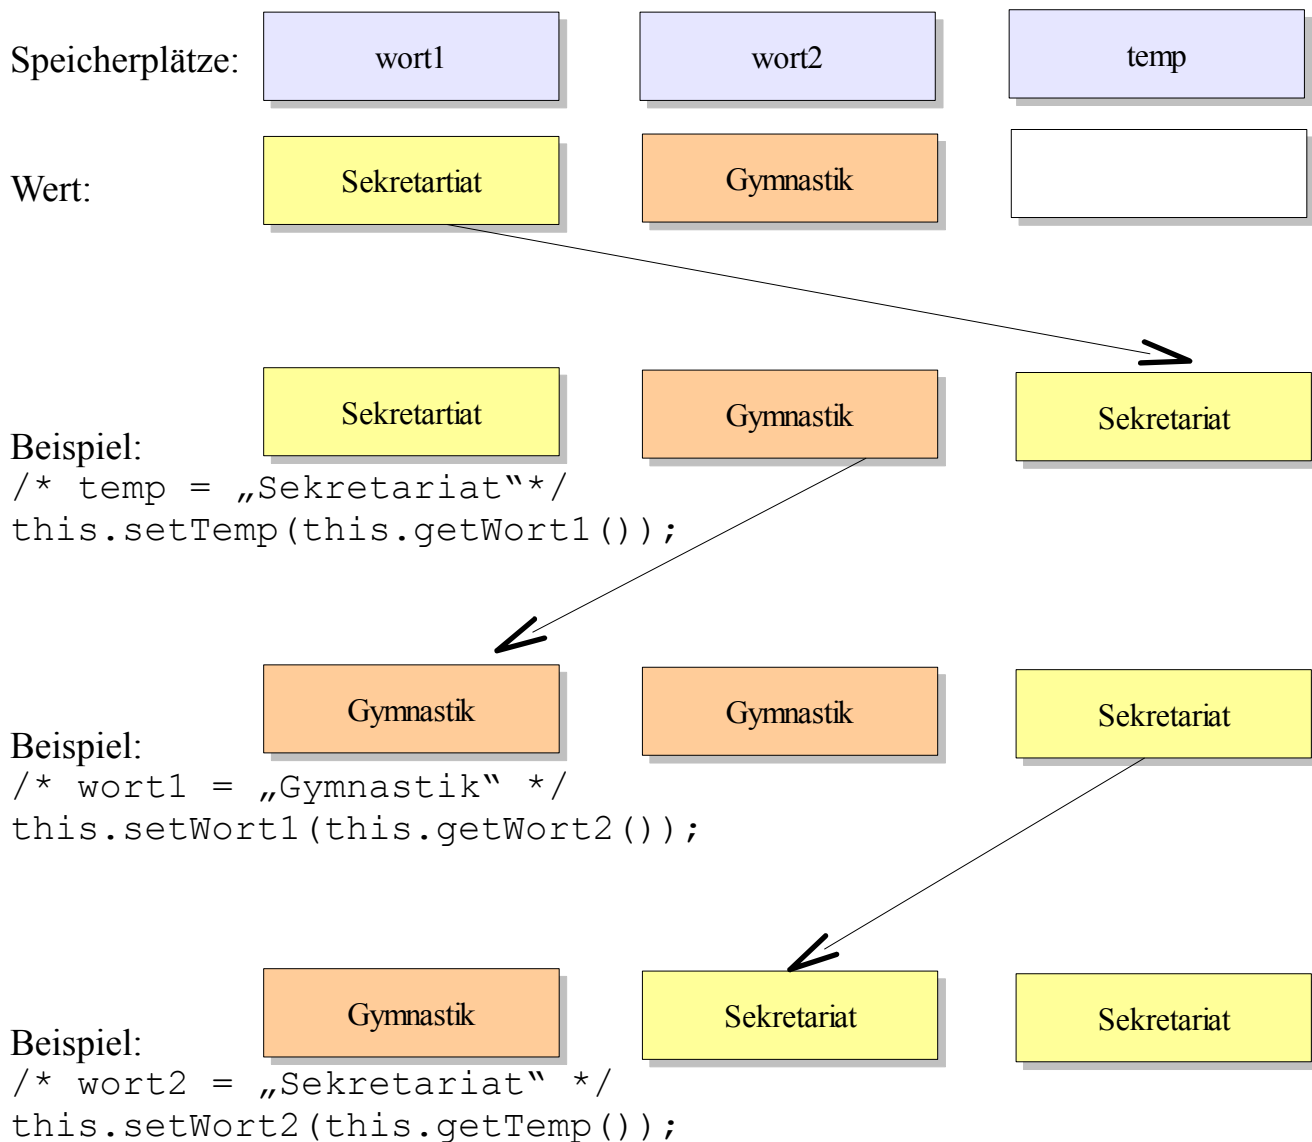 Speicherplätze: wort1 wort2 temp
Wert: Sekretartiat Gymnastik
Sekretartiat Gymnastik Sekretariat
Beispiel:
/* temp = „Sekretariat“*/
this.setTemp(this.getWort1());
Gymnastik Gymnastik Sekretariat
Beispiel:
/* wort1 = „Gymnastik“ */
this.setWort1(this.getWort2());
Gymnastik Sekretariat Sekretariat
Beispiel:
/* wort2 = „Sekretariat“ */
this.setWort2(this.getTemp());